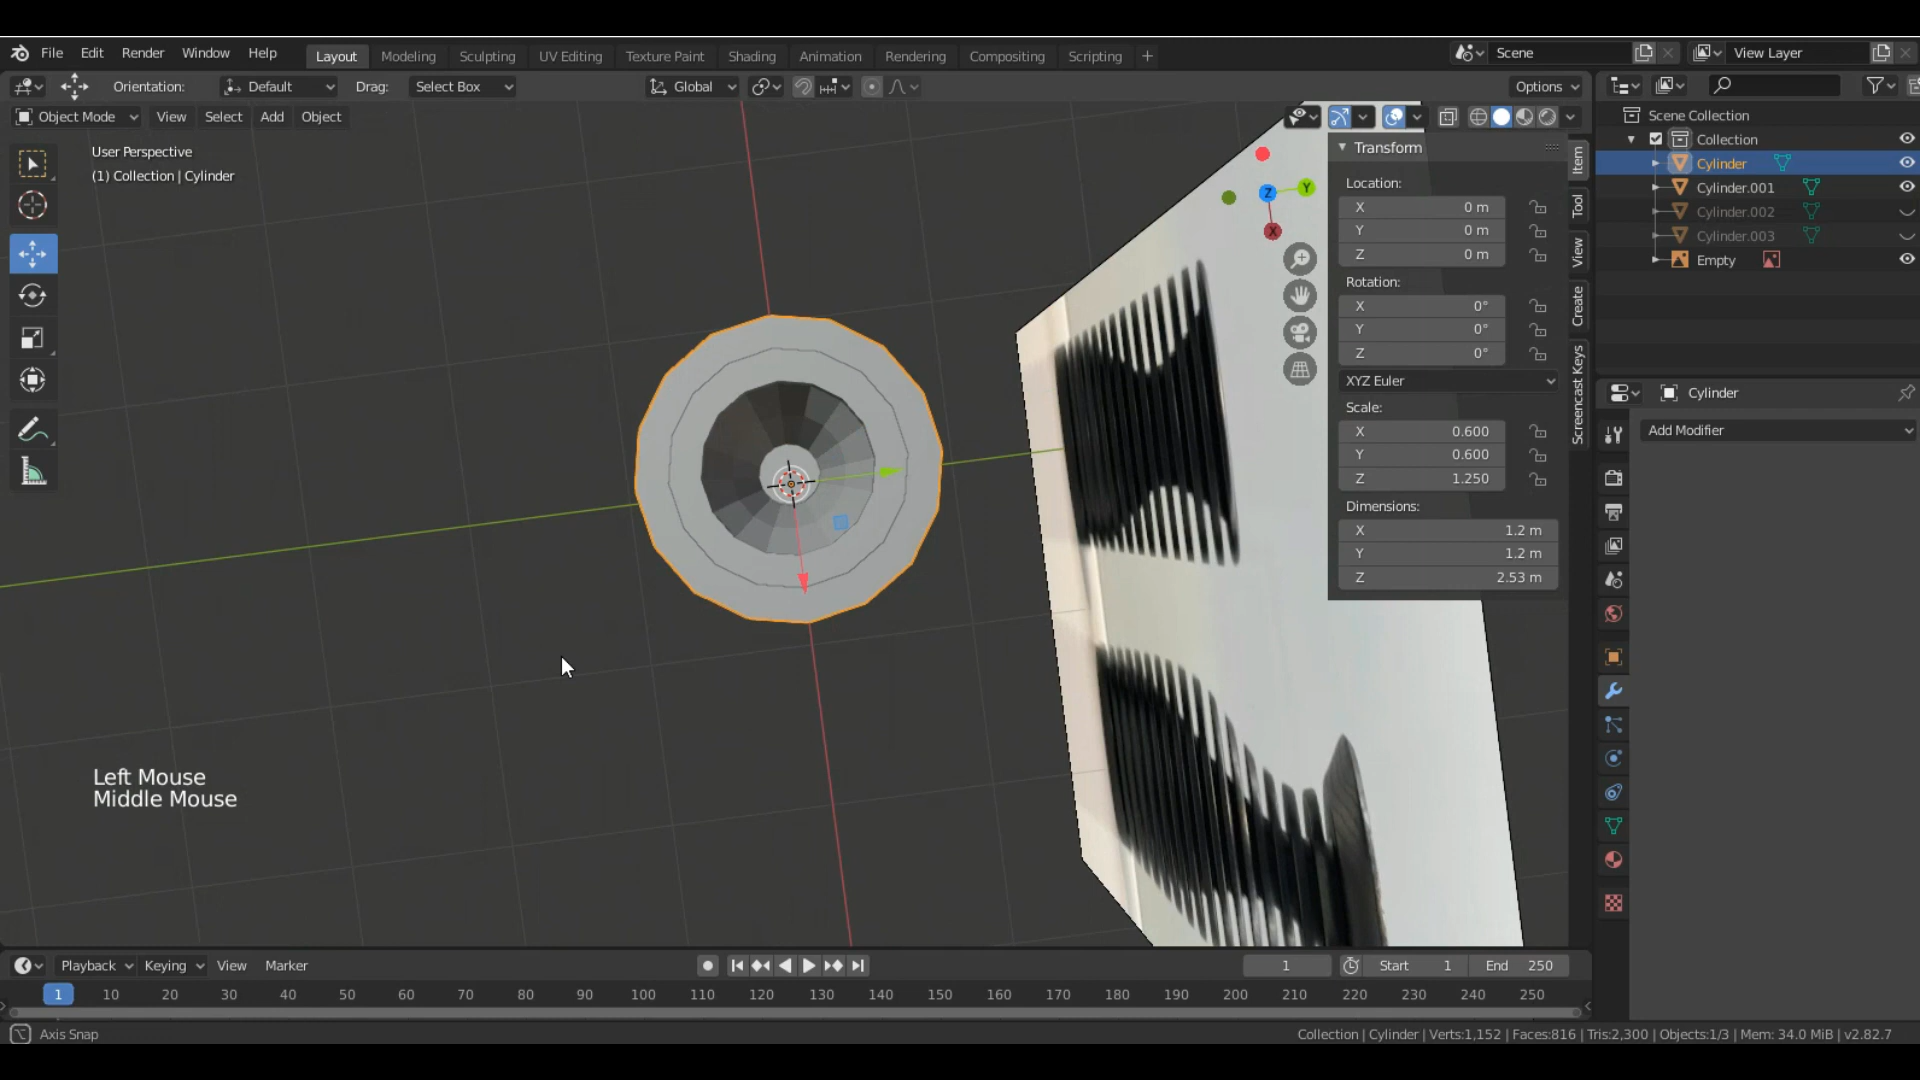 File Edit Render Window Help Layout Modeling Sculpting UV Editing Texture Paint Shading Animation Rendering Compositing Scripting + Scene View Layer
Orientation: Default Drag: Select Box Global Options
Object Mode View Select Add Object
User Perspective
(1) Collection | Cylinder
Z Y X
Transform
Location:
X 0 m
Y 0 m
Z 0 m
Rotation:
X 0°
Y 0°
Z 0°
XYZ Euler
Scale:
X 0.600
Y 0.600
Z 1.250
Dimensions:
X 1.2 m
Y 1.2 m
Z 2.53 m
Item
Tool
View
Create
Screencast Keys
Scene Collection
Collection
Cylinder
Cylinder.001
Cylinder.002
Cylinder.003
Empty
Cylinder
Add Modifier
Left Mouse
Middle Mouse
Playback Keying View Marker 1 Start 1 End 250
1 10 20 30 40 50 60 70 80 90 100 110 120 130 140 150 160 170 180 190 200 210 220 230 240 250
Axis Snap Collection | Cylinder | Verts:1,152 | Faces:816 | Tris:2,300 | Objects:1/3 | Mem: 34.0 MiB | v2.82.7